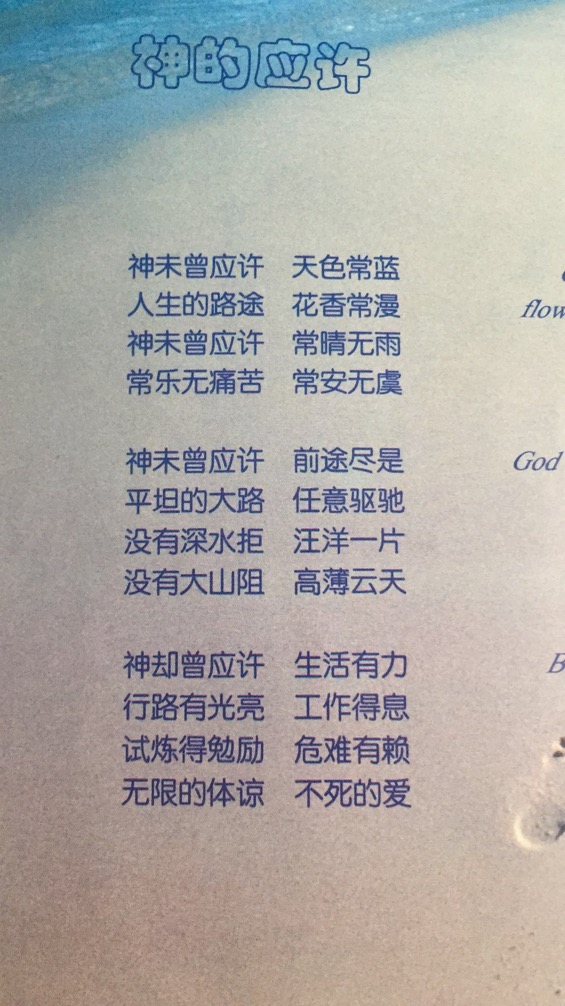 神的应许
神未曾应许　天色常蓝
人生的路途　花香常漫
神未曾应许　常晴无雨
常乐无痛苦　常安无虞
神未曾应许　前途尽是
平坦的大路　任意驱驰
没有深水拒　汪洋一片
没有大山阻　高薄云天
神却曾应许　生活有力
行路有光亮　工作得息
试炼得勉励　危难有赖
无限的体谅　不死的爱
flow
God
B